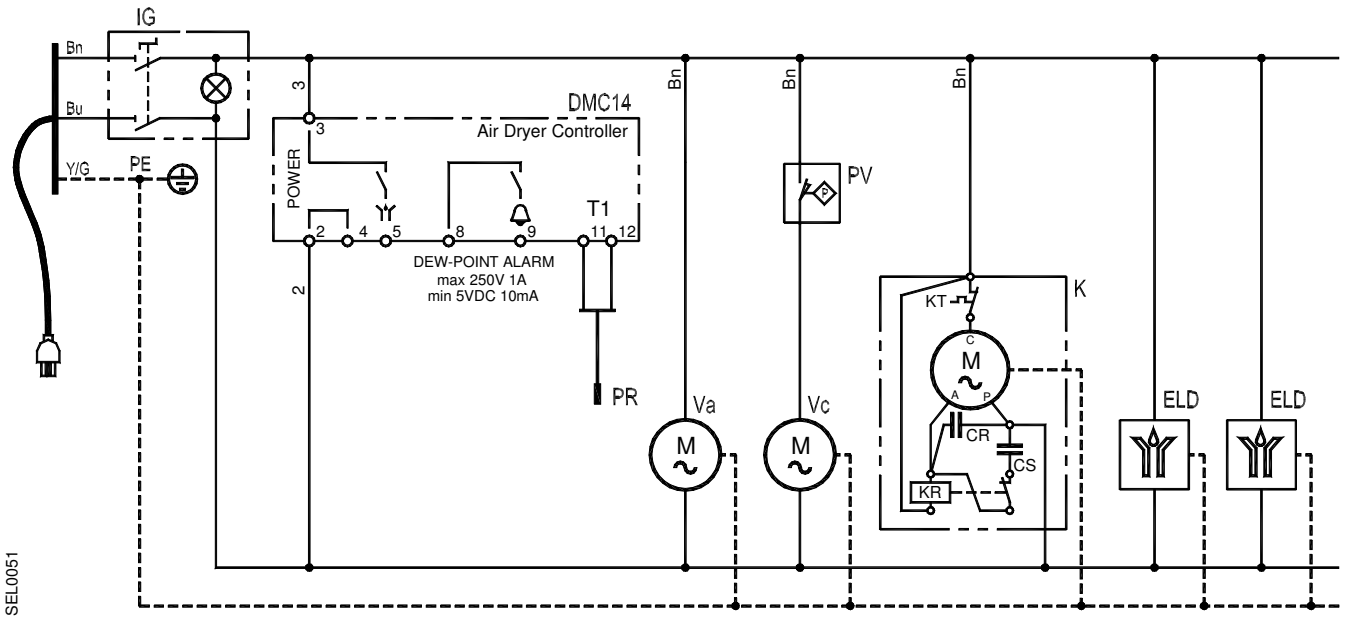 IG
Bn
Bu
Y/G
PE
3
DMC14
3
Air Dryer Controller
POWER
T1
2
4
5
8
9
11
12
DEW-POINT ALARM
max 250V 1A
min 5VDC 10mA
2
PR
Bn
Va
M
Bn
PV
P
Vc
M
Bn
K
KT
C
M
A
P
CR
CS
KR
ELD
ELD
SEL0051